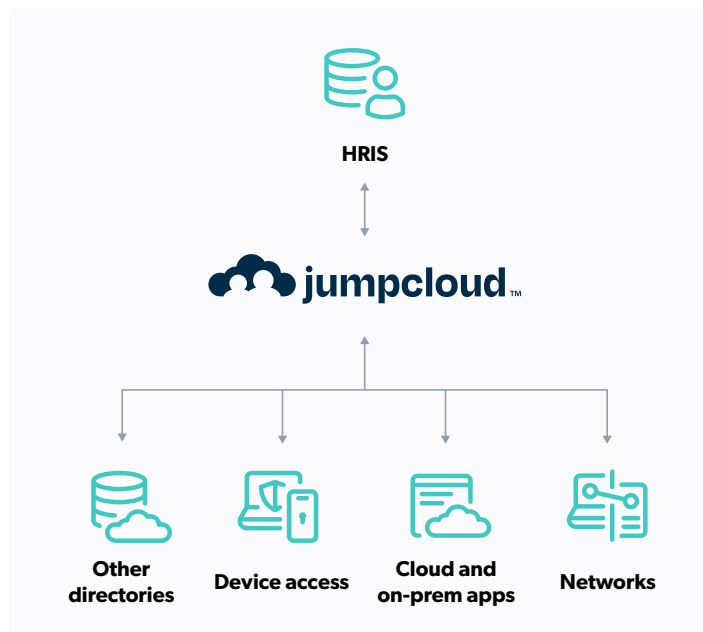 HRIS
jumpcloud™
Other
directories
Device access
Cloud and
on-prem apps
Networks